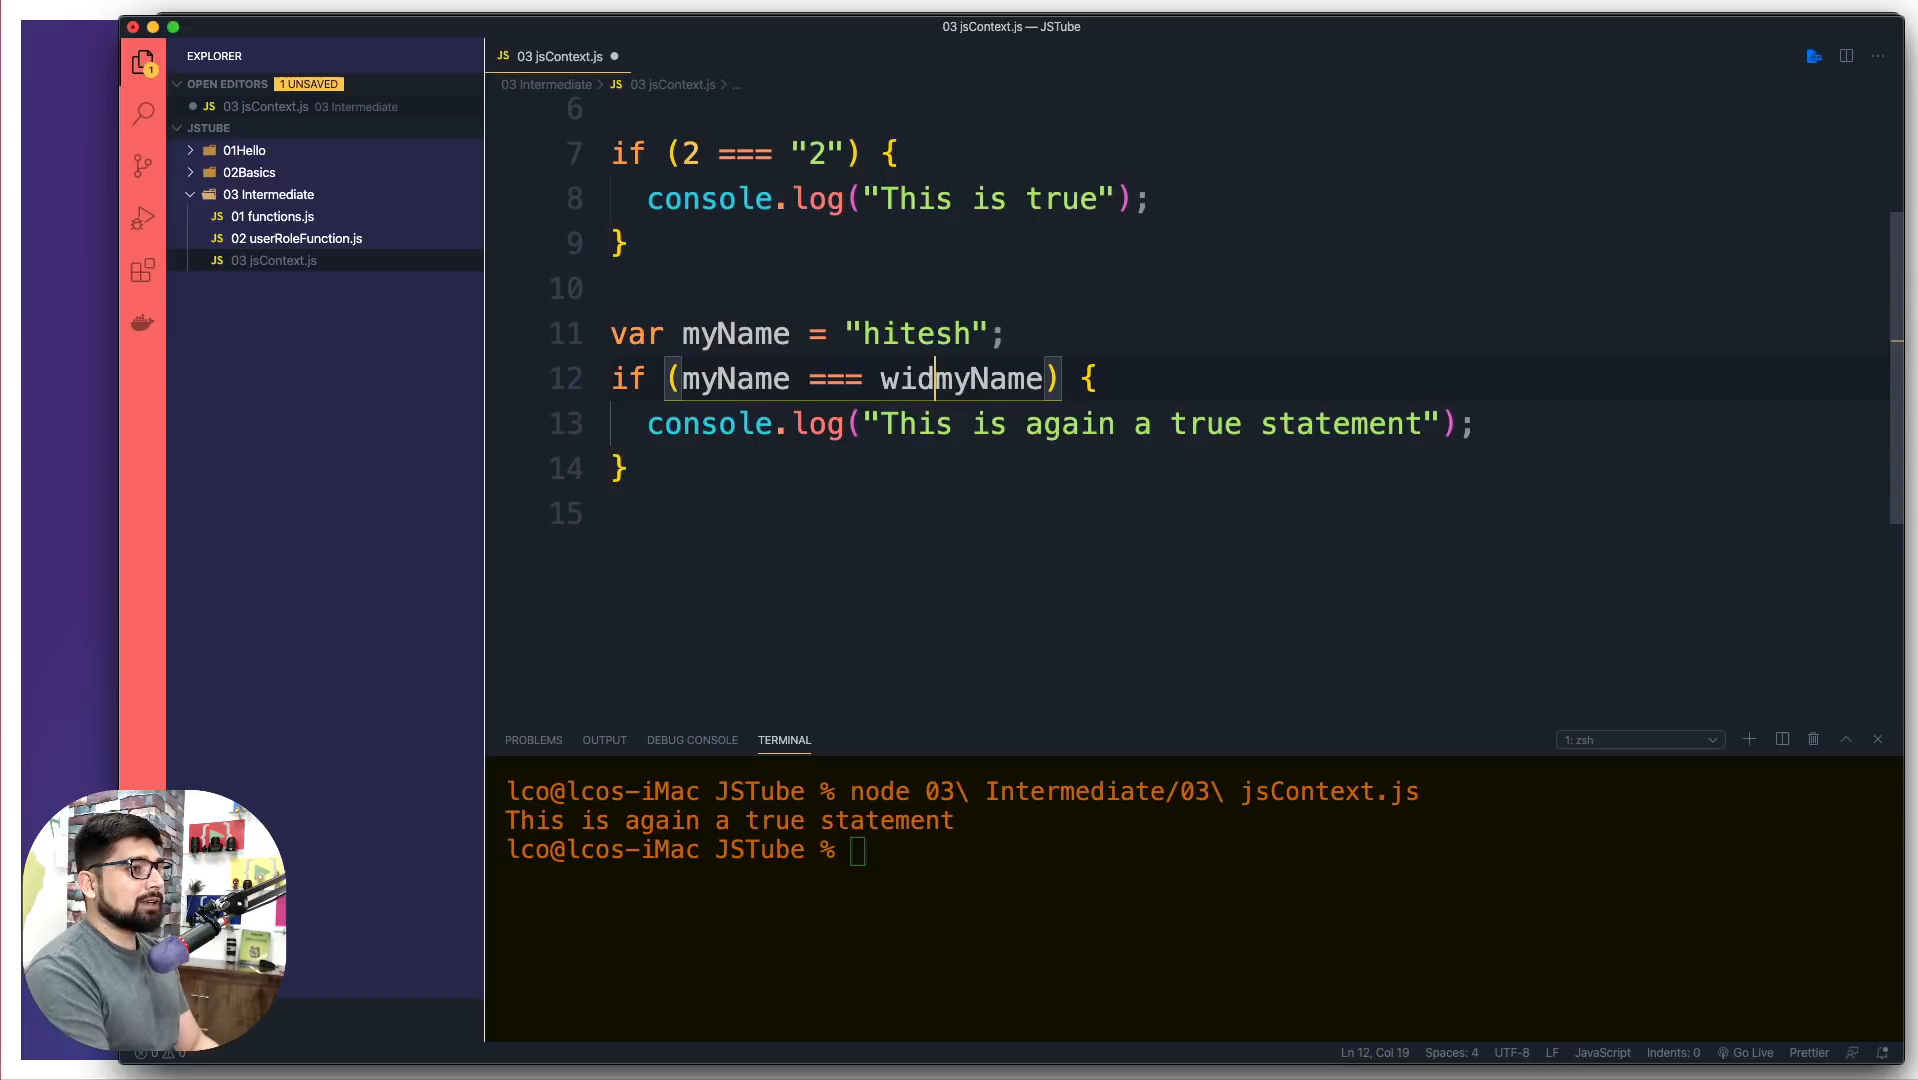 03 jsContext.js — JSTube
EXPLORER
OPEN EDITORS 1 UNSAVED
JS 03 jsContext.js 03 Intermediate
JSTUBE
01Hello
02Basics
03 Intermediate
JS 01 functions.js
JS 02 userRoleFunction.js
JS 03 jsContext.js
1
JS 03 jsContext.js
03 Intermediate > JS 03 jsContext.js > ...
6
7 if (2 === "2") {
8 console.log("This is true");
9 }
10
11 var myName = "hitesh";
12 if (myName === widmyName) {
13 console.log("This is again a true statement");
14 }
15
PROBLEMS OUTPUT DEBUG CONSOLE TERMINAL 1: zsh
lco@lcos-iMac JSTube % node 03\ Intermediate/03\ jsContext.js
This is again a true statement
lco@lcos-iMac JSTube %
0 0 Ln 12, Col 19 Spaces: 4 UTF-8 LF JavaScript Indents: 0 Go Live Prettier